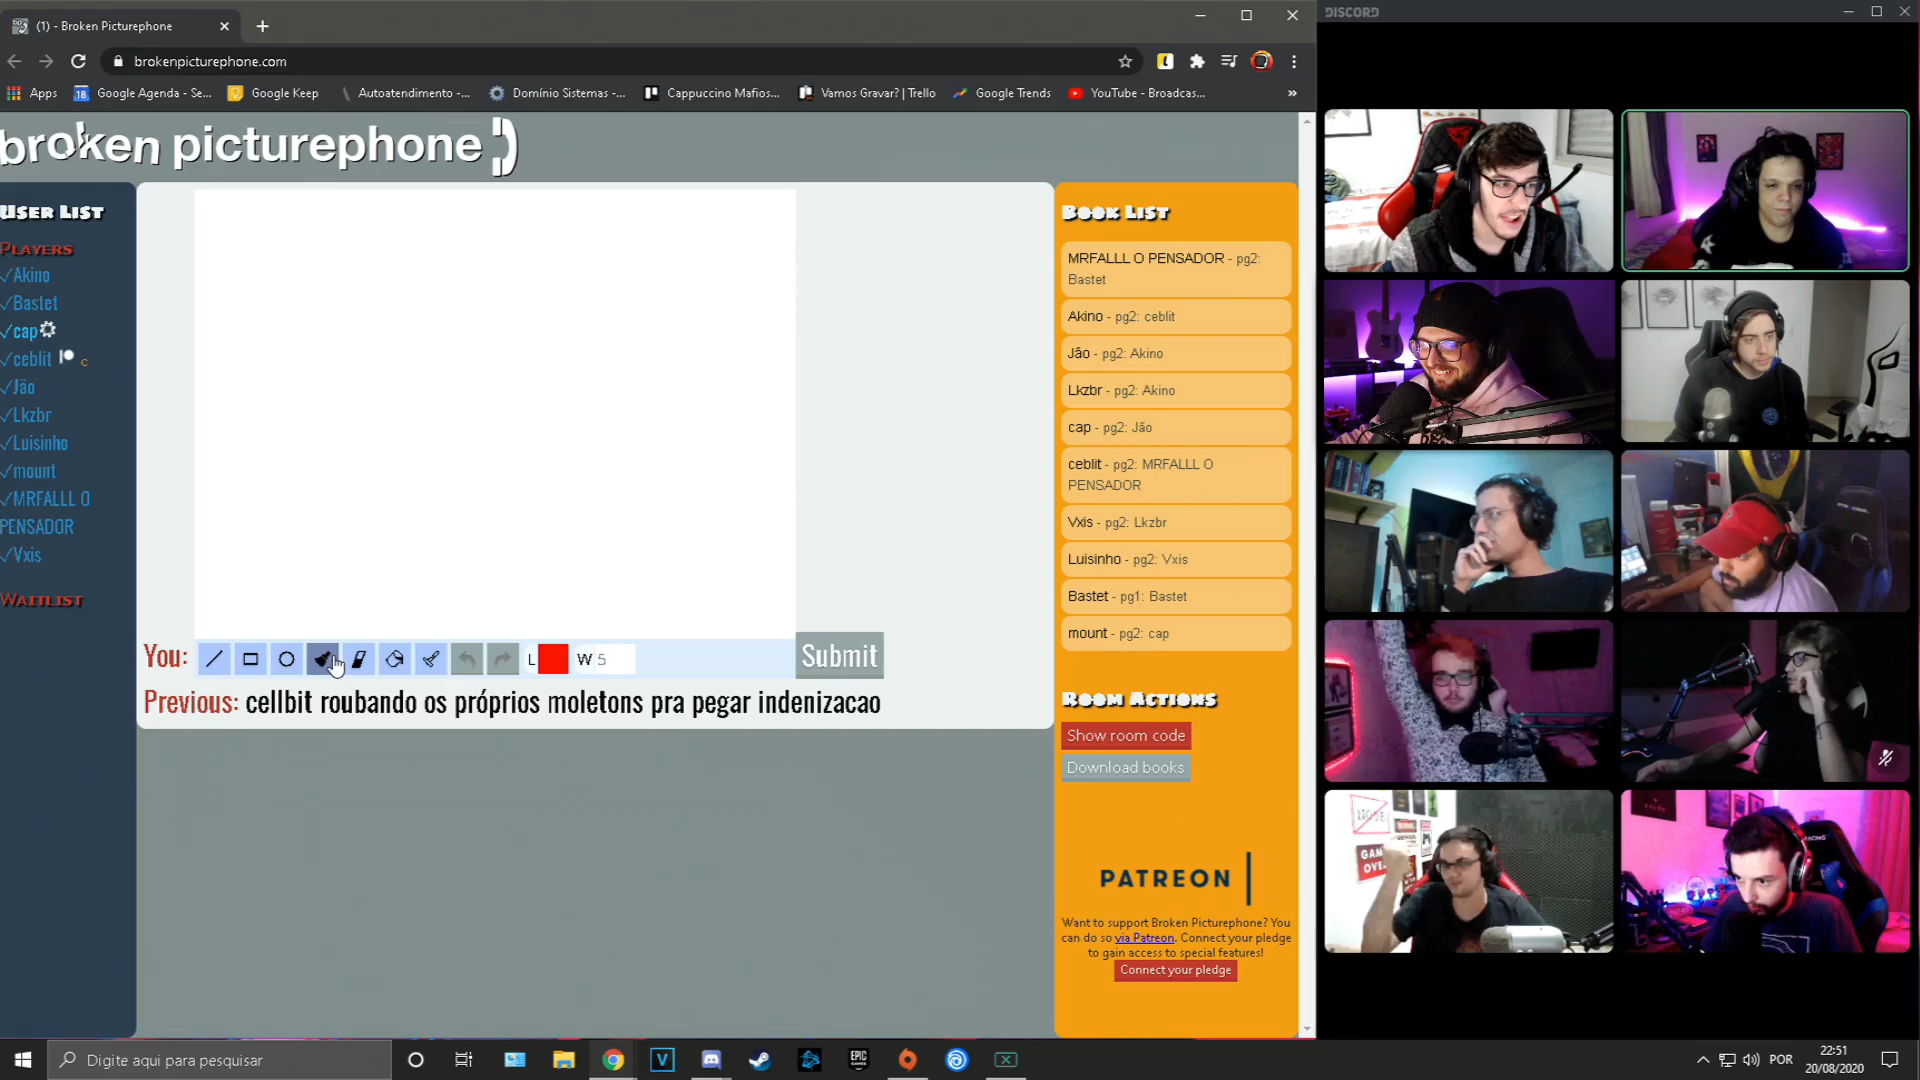 (1) - Broken Picturephone
DISCORD
brokenpicturephone.com
Apps
18
Google Agenda - Se...
Google Keep
Autoatendimento -...
Domínio Sistemas -...
Cappuccino Mafios...
Vamos Gravar? | Trello
Google Trends
YouTube - Broadcas...
broken picturephone ;)
User List
Players
✓Akino
✓Bastet
✓cap
✓ceblit
✓Jão
✓Lkzbr
✓Luisinho
✓mount
✓MRFALLL O
PENSADOR
✓Vxis
Waitlist
You:
L
W 5
Submit
Previous: cellbit roubando os próprios moletons pra pegar indenizacao
Book List
MRFALLL O PENSADOR - pg2:
Bastet
Akino - pg2: ceblit
Jão - pg2: Akino
Lkzbr - pg2: Akino
cap - pg2: Jão
ceblit - pg2: MRFALLL O
PENSADOR
Vxis - pg2: Lkzbr
Luisinho - pg2: Vxis
Bastet - pg1: Bastet
mount - pg2: cap
Room Actions
Show room code
Download books
PATREON
Want to support Broken Picturephone? You
can do so via Patreon. Connect your pledge
to gain access to special features!
Connect your pledge
GAME
OVER
Digite aqui para pesquisar
V
EPIC
GAMES
POR
22:51
20/08/2020